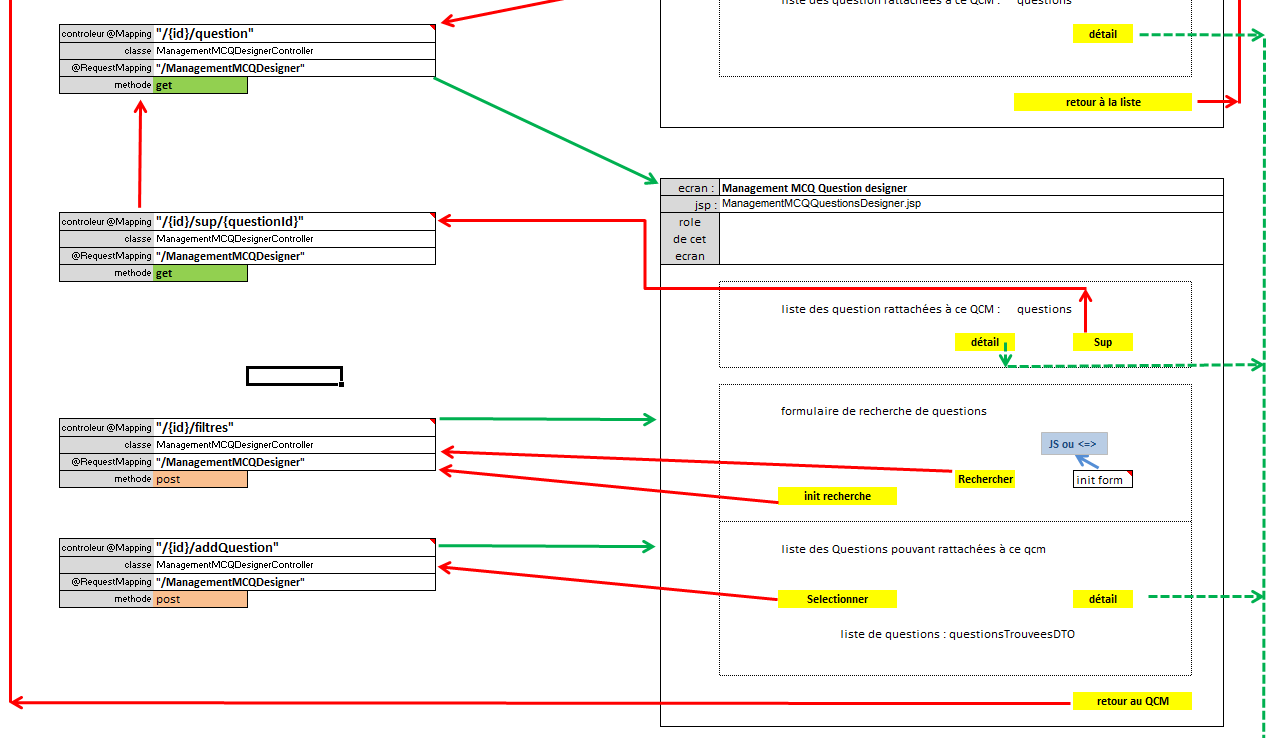 liste des question rattachées à ce QCM : questions
détail
retour à la liste
controleur @Mapping "/{id}/question"
classe ManagementMCQDesignerController
@RequestMapping "/ManagementMCQDesigner"
methode get
controleur @Mapping "/{id}/sup/{questionId}"
classe ManagementMCQDesignerController
@RequestMapping "/ManagementMCQDesigner"
methode get
ecran : Management MCQ Question designer
jsp : ManagementMCQQuestionsDesigner.jsp
role
de cet
ecran
liste des question rattachées à ce QCM : questions
détail Sup
controleur @Mapping "/{id}/filtres"
classe ManagementMCQDesignerController
@RequestMapping "/ManagementMCQDesigner"
methode post
formulaire de recherche de questions
JS ou <=>
Rechercher init form
init recherche
controleur @Mapping "/{id}/addQuestion"
classe ManagementMCQDesignerController
@RequestMapping "/ManagementMCQDesigner"
methode post
liste des Questions pouvant rattachées à ce qcm
Selectionner détail
liste de questions : questionsTrouveesDTO
retour au QCM